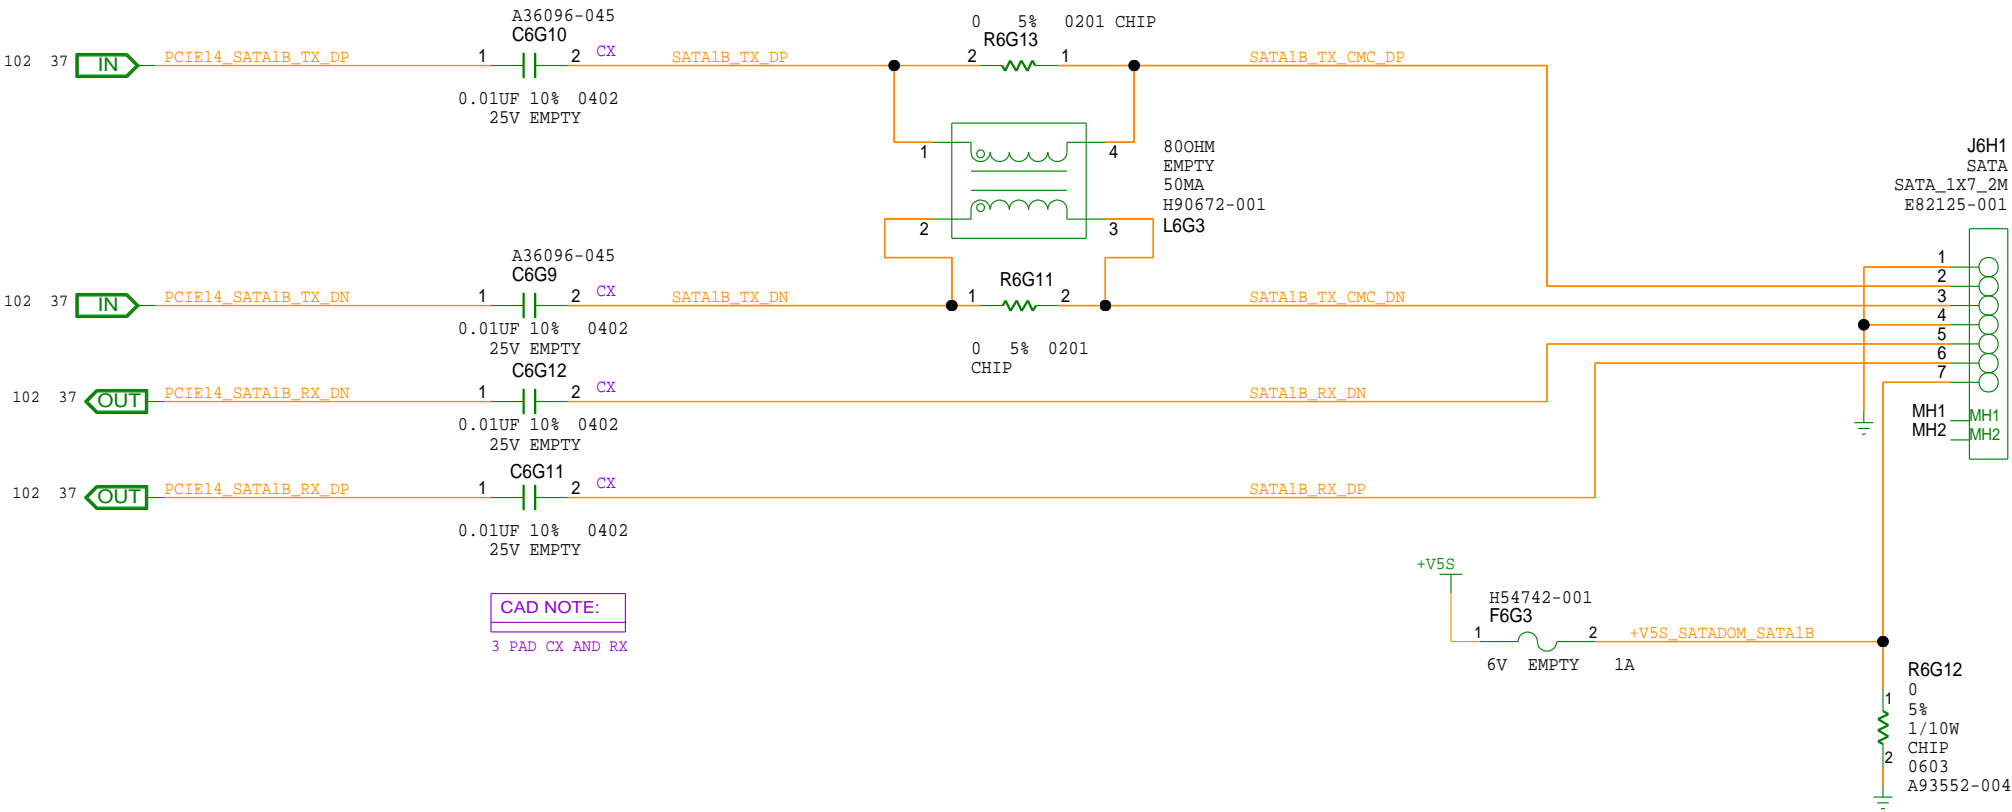 A36096-045
C6G10
0 5% 0201 CHIP
R6G13
102 37 IN PCIE14_SATA1B_TX_DP 1 2 CX SATA1B_TX_DP 2 1 SATA1B_TX_CMC_DP
0.01UF 10% 0402
25V EMPTY
1 4
2 3
80OHM
EMPTY
50MA
H90672-001
L6G3
J6H1
SATA
SATA_1X7_2M
E82125-001
A36096-045
C6G9
R6G11
102 37 IN PCIE14_SATA1B_TX_DN 1 2 CX SATA1B_TX_DN 1 2 SATA1B_TX_CMC_DN
0.01UF 10% 0402
25V EMPTY
0 5% 0201
CHIP
1
2
3
4
5
6
7
MH1 MH1
MH2 MH2
C6G12
102 37 OUT PCIE14_SATA1B_RX_DN 1 2 CX SATA1B_RX_DN
0.01UF 10% 0402
25V EMPTY
C6G11
102 37 OUT PCIE14_SATA1B_RX_DP 1 2 CX SATA1B_RX_DP
0.01UF 10% 0402
25V EMPTY
CAD NOTE:
3 PAD CX AND RX
+V5S
H54742-001
F6G3
1 2 +V5S_SATADOM_SATA1B
6V EMPTY 1A
R6G12
0
5%
1/10W
CHIP
0603
A93552-004
1
2